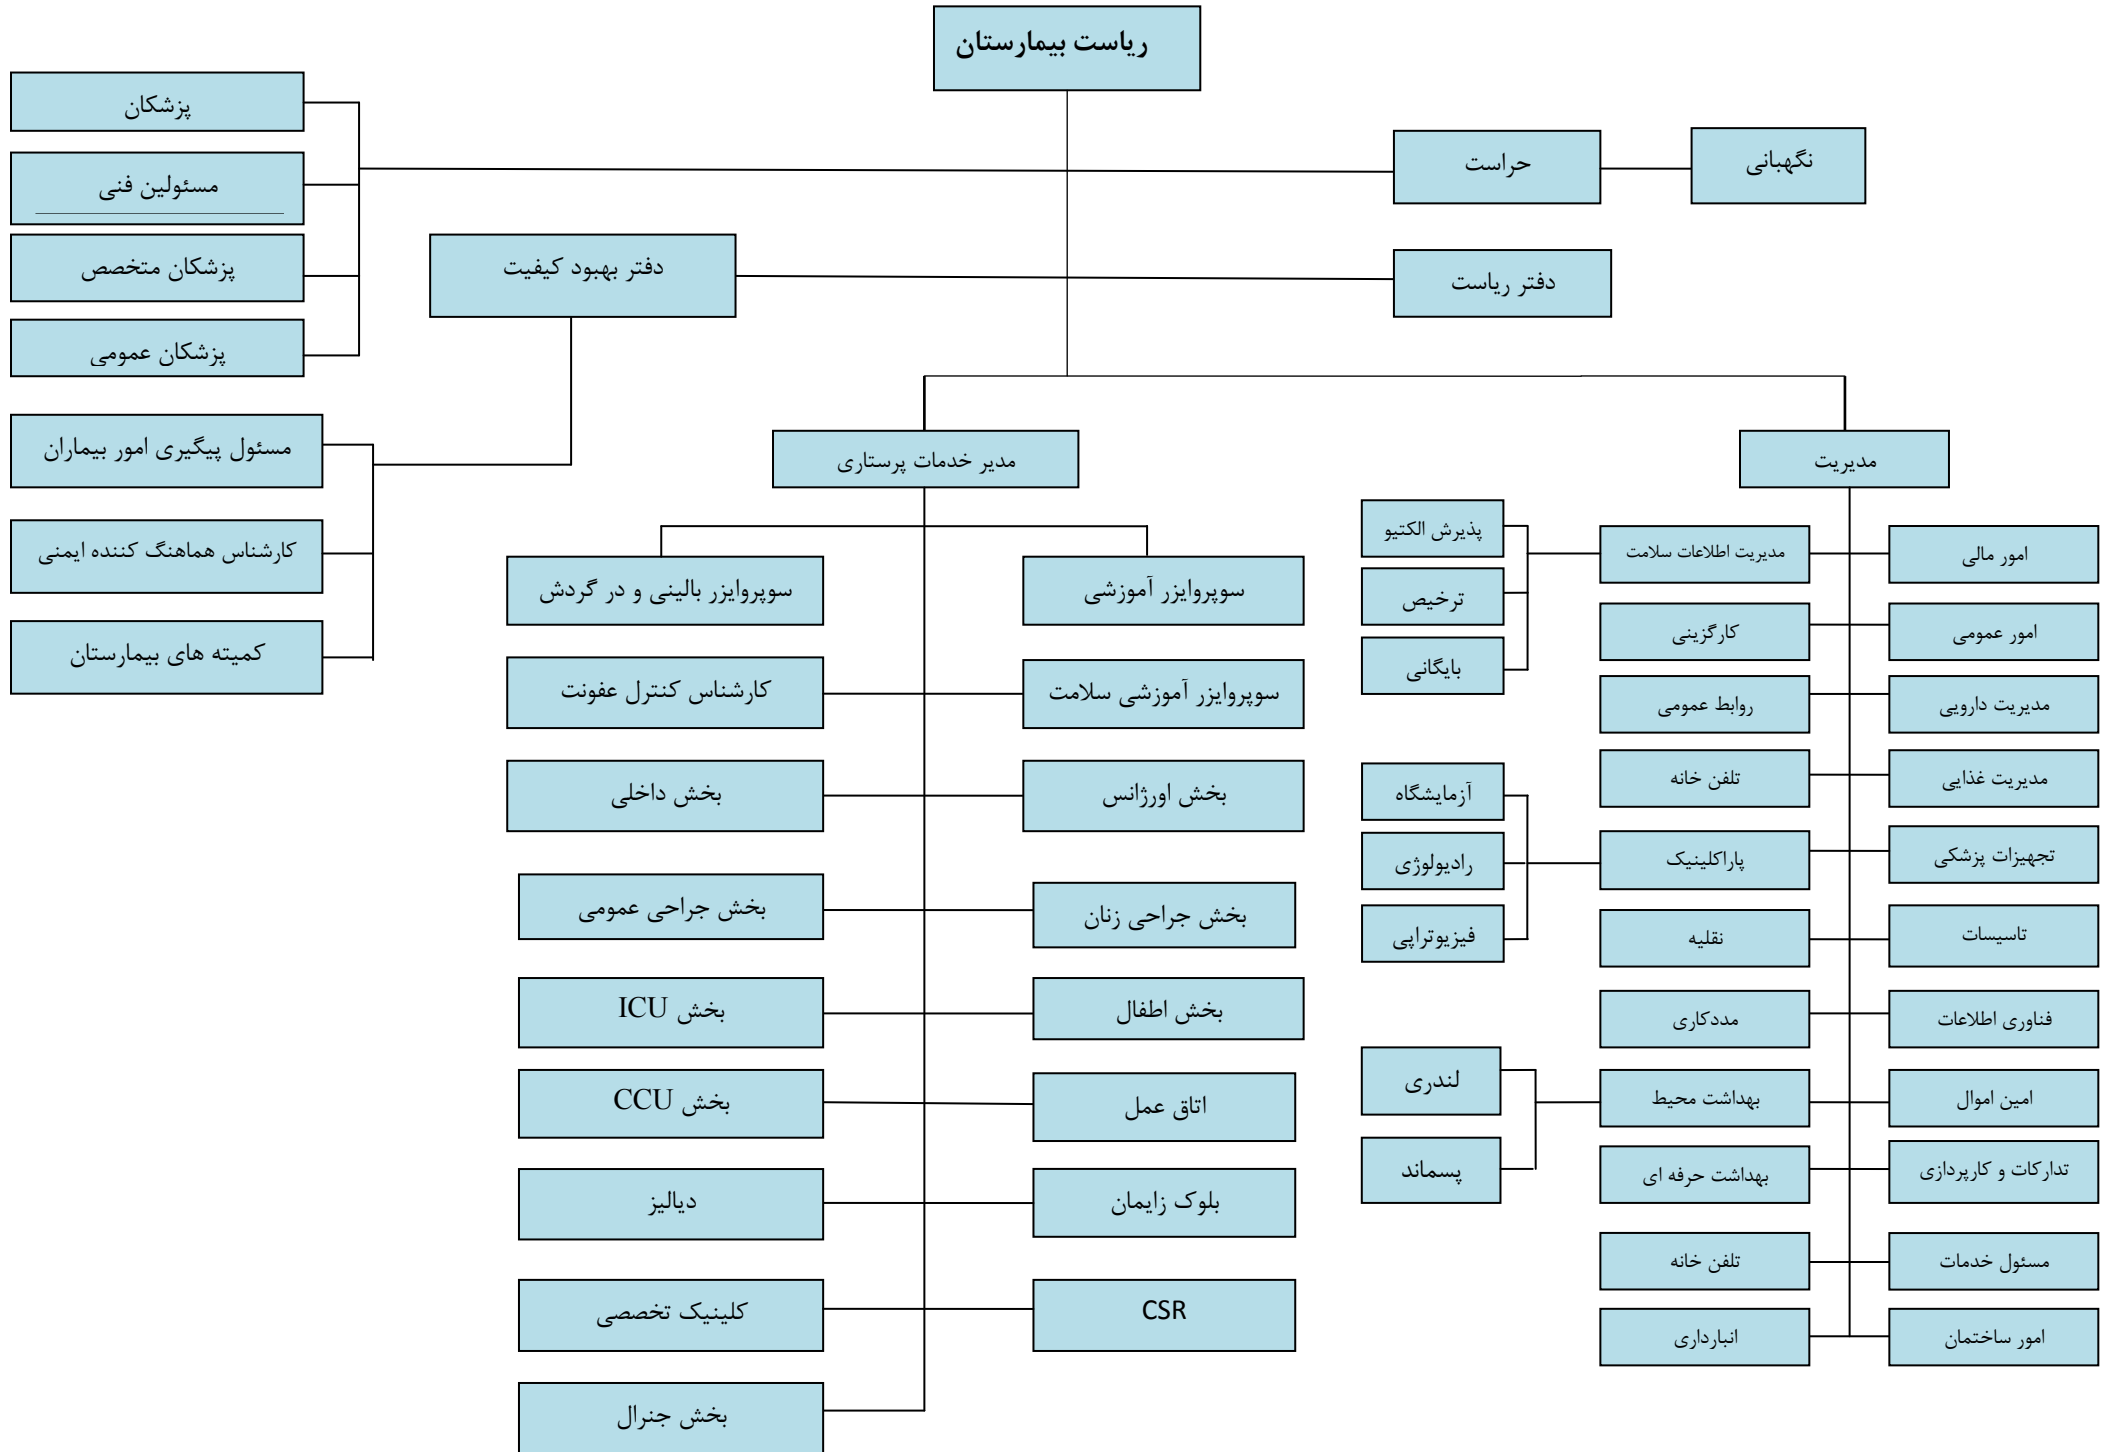 ریاست بیمارستان
پزشکان
مسئولین فنی
پزشکان متخصص
پزشکان عمومی
حراست
نگهبانی
دفتر بهبود کیفیت
دفتر ریاست
مسئول پیگیری امور بیماران
کارشناس هماهنگ کننده ایمنی
کمیته های بیمارستان
مدیر خدمات پرستاری
مدیریت
سوپروایزر آموزشی
سوپروایزر بالینی و در گردش
سوپروایزر آموزشی سلامت
کارشناس کنترل عفونت
بخش اورژانس
بخش داخلی
بخش جراحی زنان
بخش جراحی عمومی
بخش اطفال
بخش ICU
اتاق عمل
بخش CCU
بلوک زایمان
دیالیز
CSR
کلینیک تخصصی
بخش جنرال
امور مالی
مدیریت اطلاعات سلامت
پذیرش الکتیو
ترخیص
بایگانی
امور عمومی
کارگزینی
مدیریت دارویی
روابط عمومی
مدیریت غذایی
تلفن خانه
تجهیزات پزشکی
پاراکلینیک
آزمایشگاه
رادیولوژی
فیزیوتراپی
تاسیسات
نقلیه
فناوری اطلاعات
مددکاری
امین اموال
بهداشت محیط
لندری
پسماند
تدارکات و کارپردازی
بهداشت حرفه ای
مسئول خدمات
تلفن خانه
امور ساختمان
انبارداری